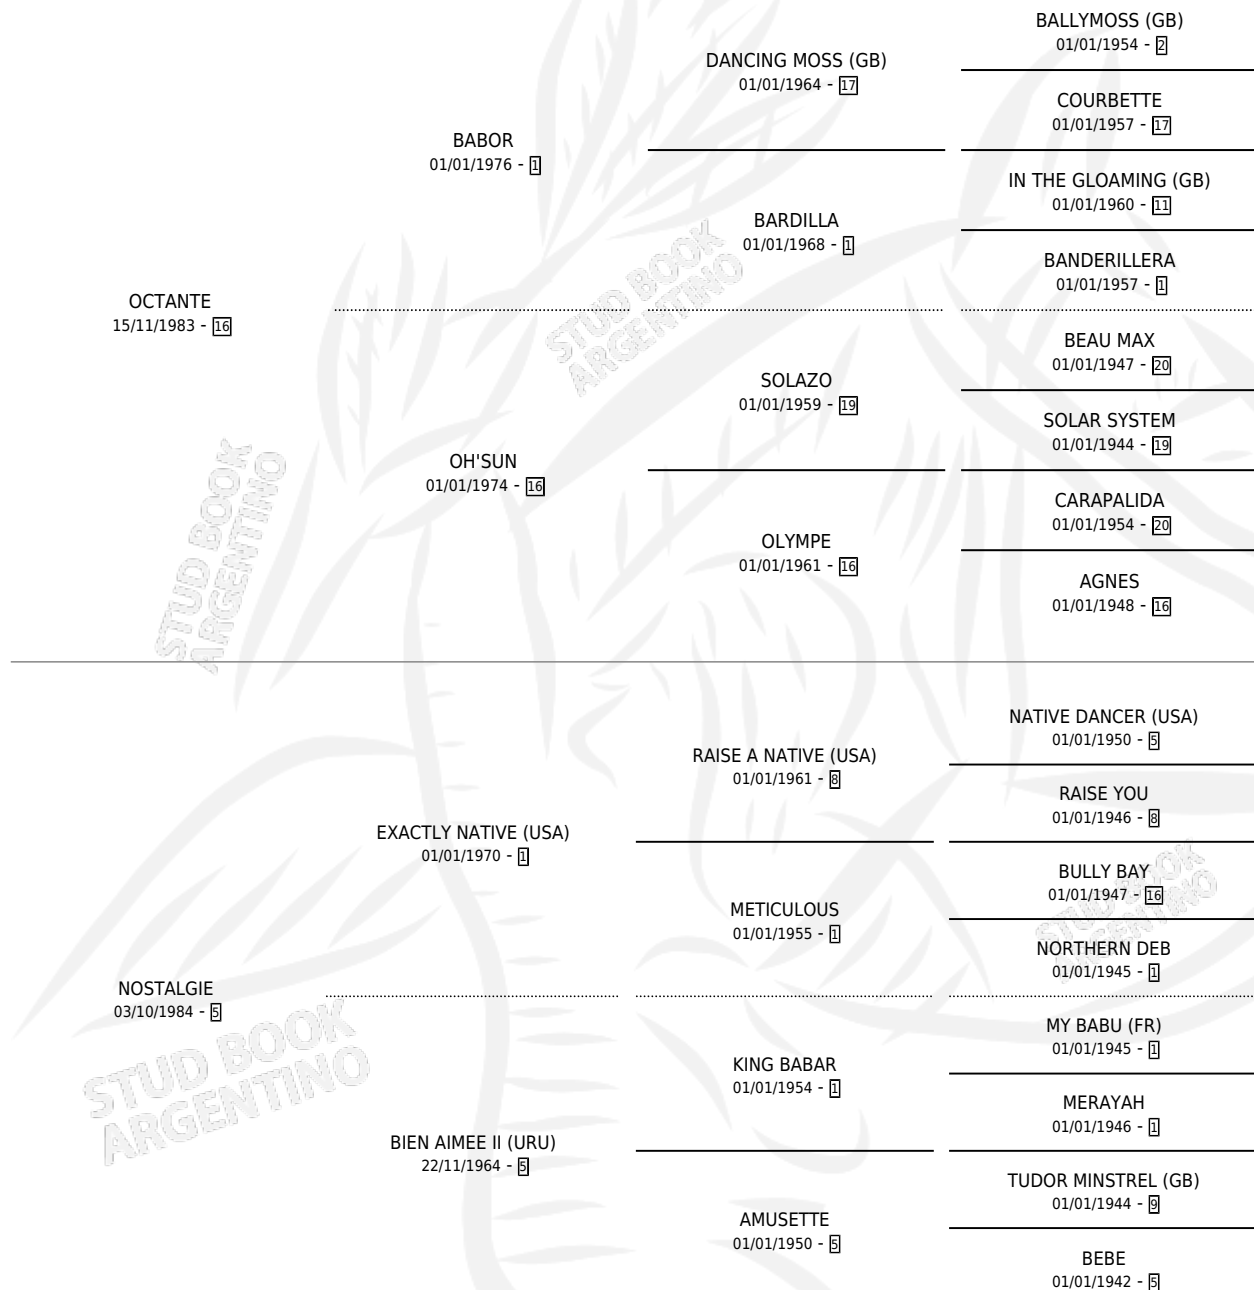 BALLYMOSS (GB)
01/01/1954 - 2
DANCING MOSS (GB)
01/01/1964 - 17
COURBETTE
01/01/1957 - 17
BABOR
01/01/1976 - 1
IN THE GLOAMING (GB)
01/01/1960 - 11
BARDILLA
01/01/1968 - 1
BANDERILLERA
01/01/1957 - 1
OCTANTE
15/11/1983 - 16
BEAU MAX
01/01/1947 - 20
SOLAZO
01/01/1959 - 19
SOLAR SYSTEM
01/01/1944 - 19
OH'SUN
01/01/1974 - 16
CARAPALIDA
01/01/1954 - 20
OLYMPE
01/01/1961 - 16
AGNES
01/01/1948 - 16
STUD BOOK
ARGENTINO
STUD BOOK
ARGENTINO
NATIVE DANCER (USA)
01/01/1950 - 5
RAISE A NATIVE (USA)
01/01/1961 - 8
RAISE YOU
01/01/1946 - 8
EXACTLY NATIVE (USA)
01/01/1970 - 1
BULLY BAY
01/01/1947 - 16
METICULOUS
01/01/1955 - 1
NORTHERN DEB
01/01/1945 - 1
STUD BOOK
ARGENTINO
NOSTALGIE
03/10/1984 - 5
MY BABU (FR)
01/01/1945 - 1
KING BABAR
01/01/1954 - 1
MERAYAH
01/01/1946 - 1
BIEN AIMEE II (URU)
22/11/1964 - 5
TUDOR MINSTREL (GB)
01/01/1944 - 9
AMUSETTE
01/01/1950 - 5
BEBE
01/01/1942 - 5
STUD BOOK
ARGENTINO